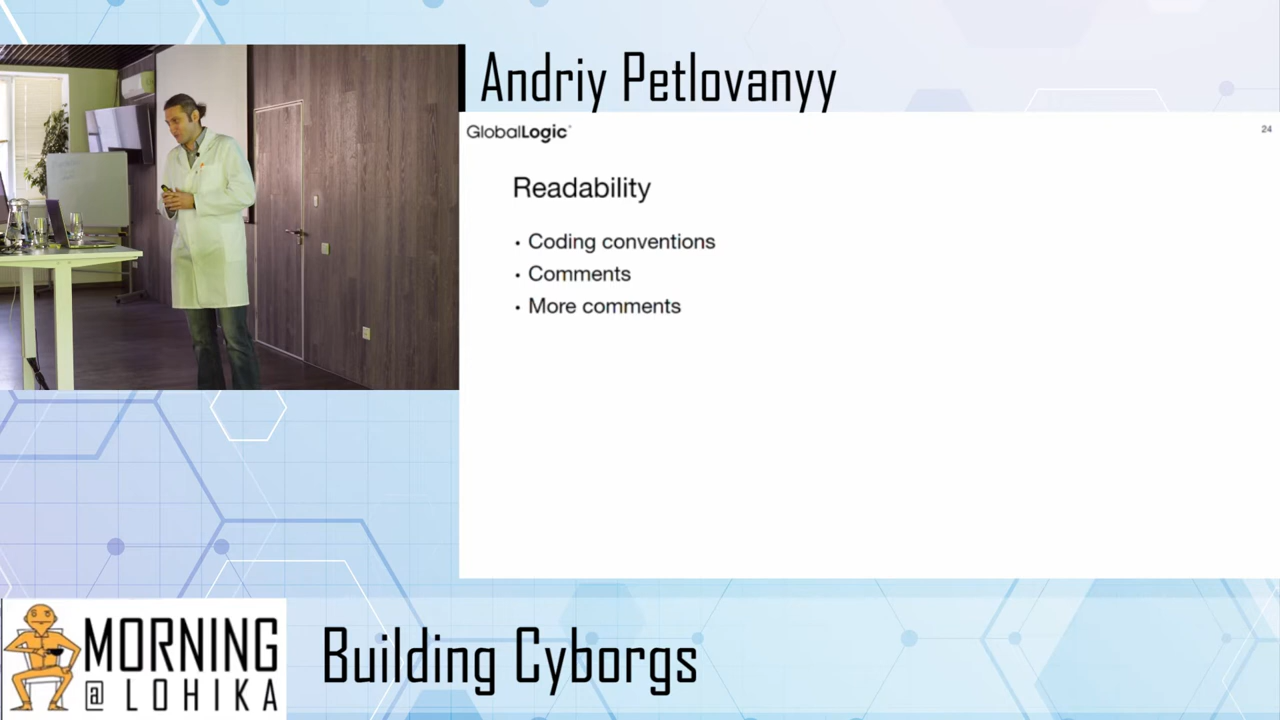 Andriy Petlovanyy
GlobalLogic
24
Readability
· Coding conventions
· Comments
· More comments
MORNING
@ LOHIKA
Building Cyborgs